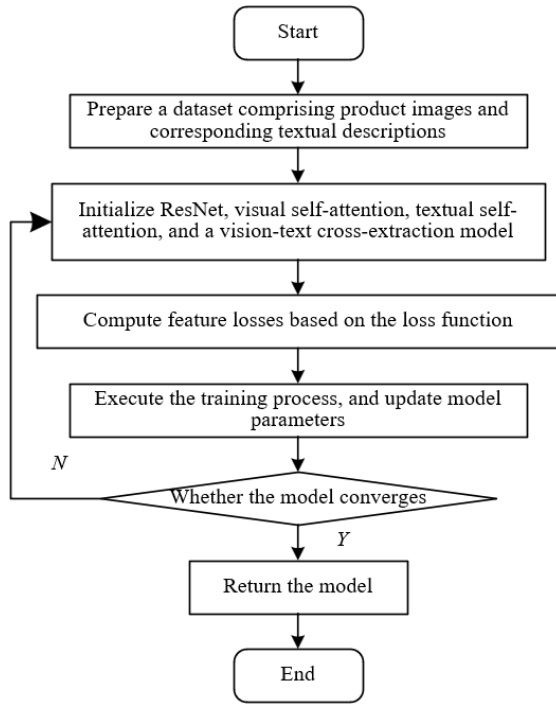 Start
Prepare a dataset comprising product images and
corresponding textual descriptions
Initialize ResNet, visual self-attention, textual self-
attention, and a vision-text cross-extraction model
Compute feature losses based on the loss function
Execute the training process, and update model
parameters
N
Whether the model converges
Y
Return the model
End